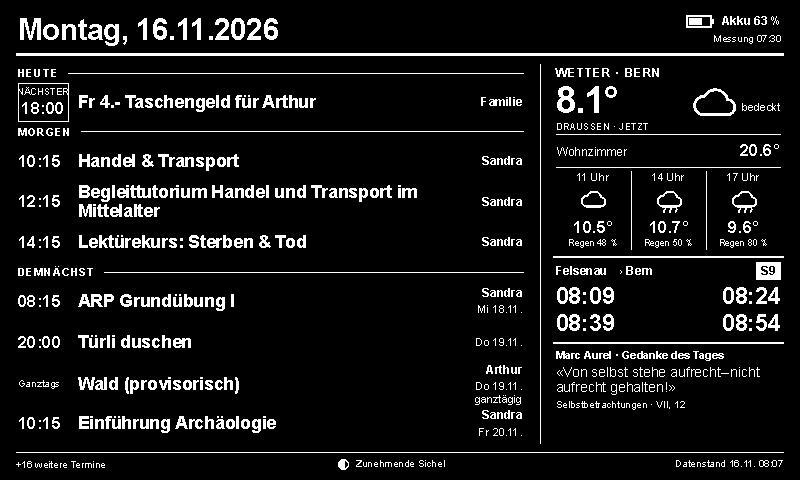 Montag, 16.11.2026
Akku 63 %
Messung 07:30
HEUTE
NÄCHSTER
18:00
Fr 4.- Taschengeld für Arthur
Familie
MORGEN
10:15
Handel & Transport
Sandra
12:15
Begleittutorium Handel und Transport im
Mittelalter
Sandra
14:15
Lektürekurs: Sterben & Tod
Sandra
DEMNÄCHST
08:15
ARP Grundübung I
Sandra
Mi 18.11.
20:00
Türli duschen
Do 19.11.
Ganztags
Wald (provisorisch)
Arthur
Do 19.11.
ganztägig
10:15
Einführung Archäologie
Sandra
Fr 20.11.
WETTER · BERN
8.1°
bedeckt
DRAUSSEN · JETZT
Wohnzimmer
20.6°
11 Uhr
10.5°
Regen 48 %
14 Uhr
10.7°
Regen 50 %
17 Uhr
9.6°
Regen 80 %
Felsenau › Bern
S9
08:09
08:24
08:39
08:54
Marc Aurel · Gedanke des Tages
«Von selbst stehe aufrecht–nicht
aufrecht gehalten!»
Selbstbetrachtungen · VII, 12
+16 weitere Termine
Zunehmende Sichel
Datenstand 16.11. 08:07